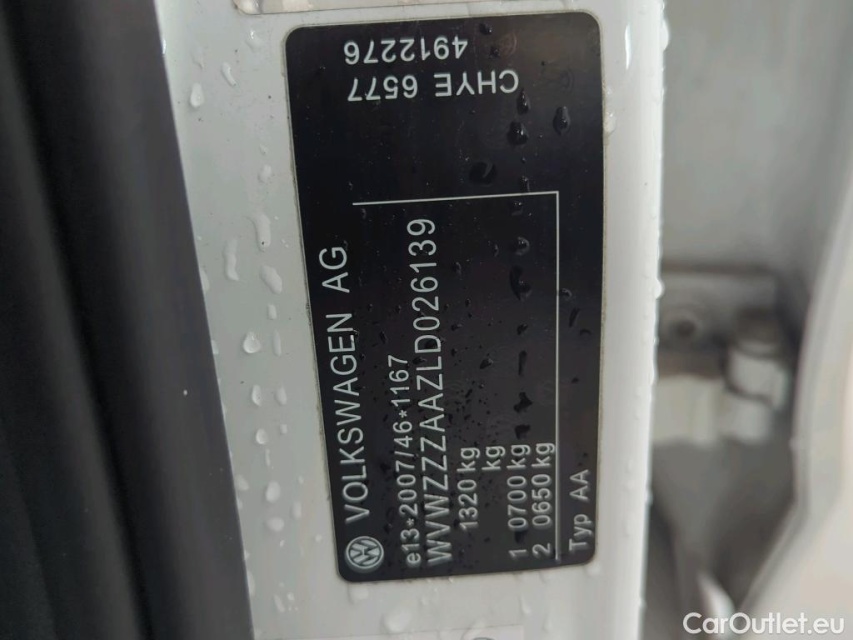 VOLKSWAGEN AG
e13*2007/46*1167
WVWZZZAAZLD026139
1320 kg
kg
1 0700 kg
2 0650 kg
Typ AA
CHYE 6577
4912276
CarOutlet.eu